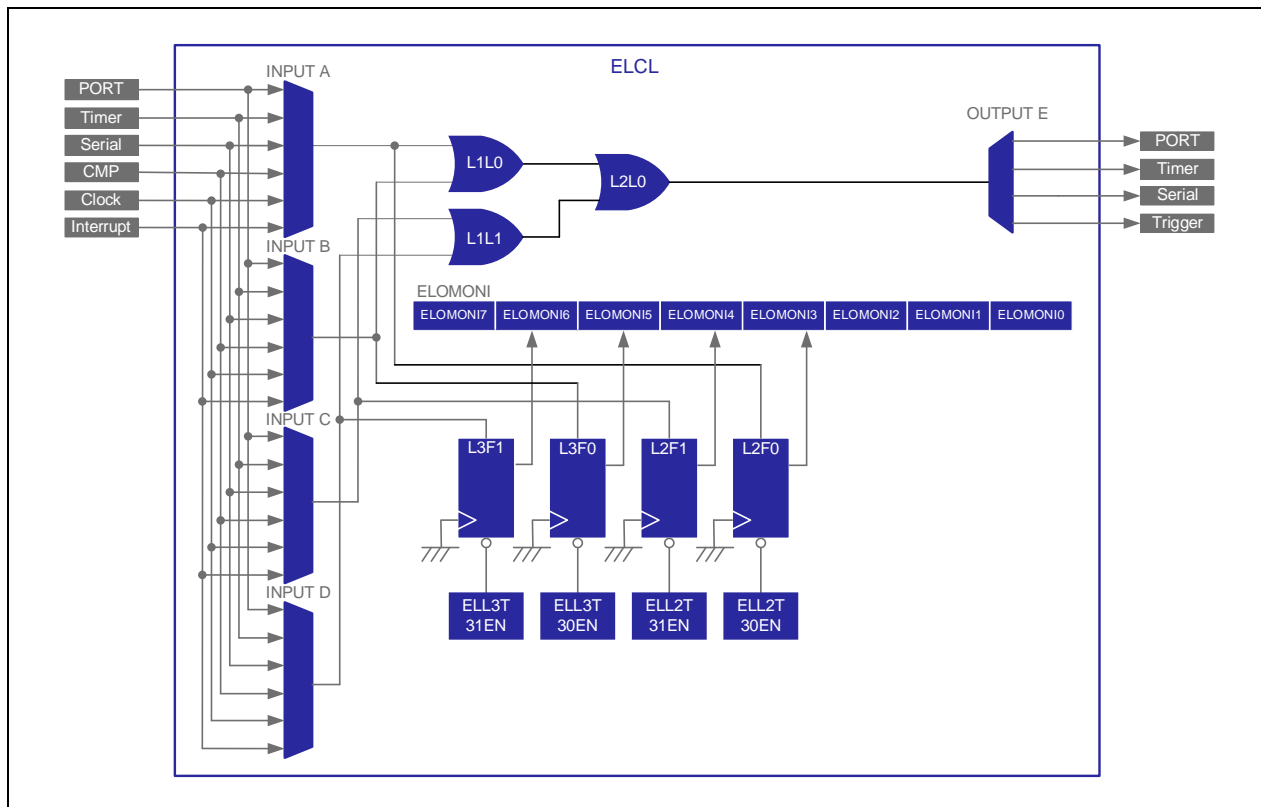 ELCL
INPUT A
PORT
Timer
Serial
CMP
Clock
Interrupt
INPUT B
INPUT C
INPUT D
L1L0
L1L1
L2L0
OUTPUT E
PORT
Timer
Serial
Trigger
ELOMONI
ELOMONI7 ELOMONI6 ELOMONI5 ELOMONI4 ELOMONI3 ELOMONI2 ELOMONI1 ELOMONI0
L3F1 L3F0 L2F1 L2F0
ELL3T ELL3T ELL2T ELL2T
31EN 30EN 31EN 30EN